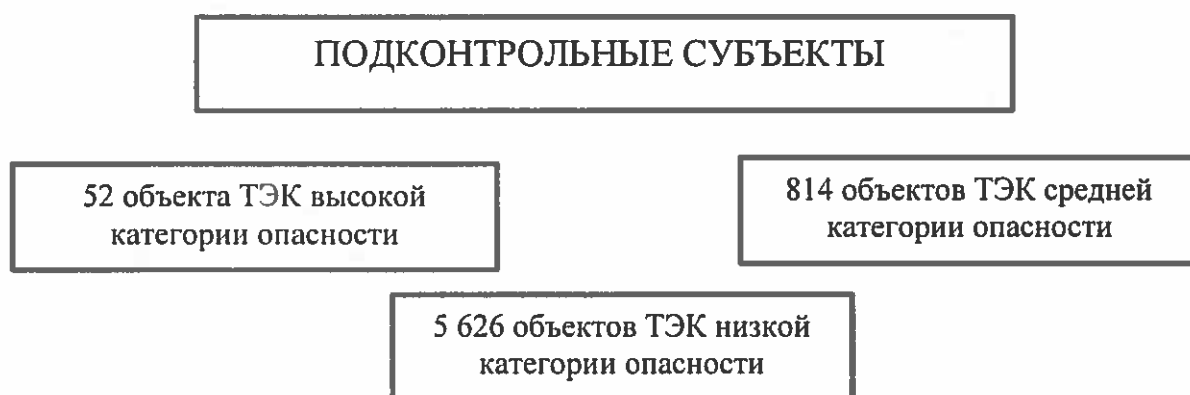 ПОДКОНТРОЛЬНЫЕ СУБЪЕКТЫ
52 объекта ТЭК высокой
категории опасности
814 объектов ТЭК средней
категории опасности
5 626 объектов ТЭК низкой
категории опасности